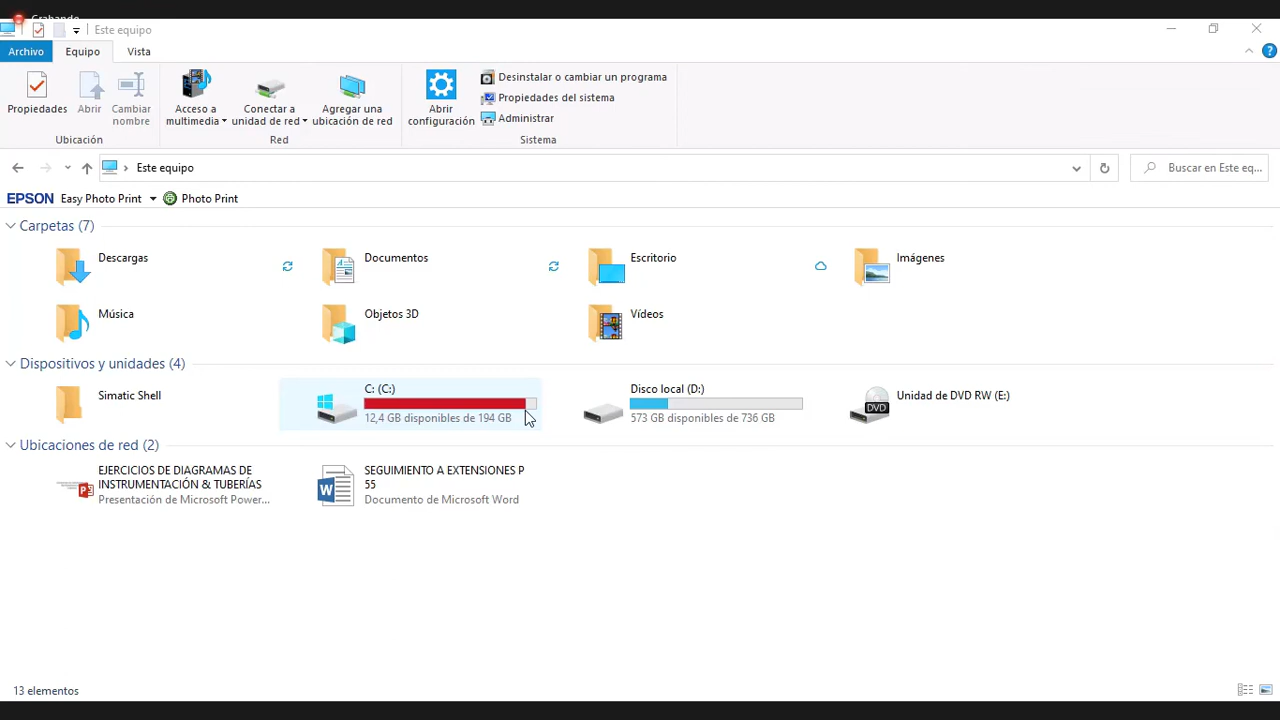 Grabando
Este equipo
Archivo
Equipo
Vista
Propiedades
Abrir
Cambiar
nombre
Ubicación
Acceso a
multimedia
Conectar a
unidad de red
Agregar una
ubicación de red
Red
Abrir
configuración
Desinstalar o cambiar un programa
Propiedades del sistema
Administrar
Sistema
Este equipo
Buscar en Este eq...
EPSON
Easy Photo Print
Photo Print
Carpetas (7)
Descargas
Documentos
Escritorio
Imágenes
Música
Objetos 3D
Vídeos
Dispositivos y unidades (4)
Simatic Shell
C: (C:)
12,4 GB disponibles de 194 GB
Disco local (D:)
573 GB disponibles de 736 GB
DVD
Unidad de DVD RW (E:)
Ubicaciones de red (2)
EJERCICIOS DE DIAGRAMAS DE
INSTRUMENTACIÓN & TUBERÍAS
Presentación de Microsoft Power...
SEGUIMIENTO A EXTENSIONES P
55
Documento de Microsoft Word
13 elementos